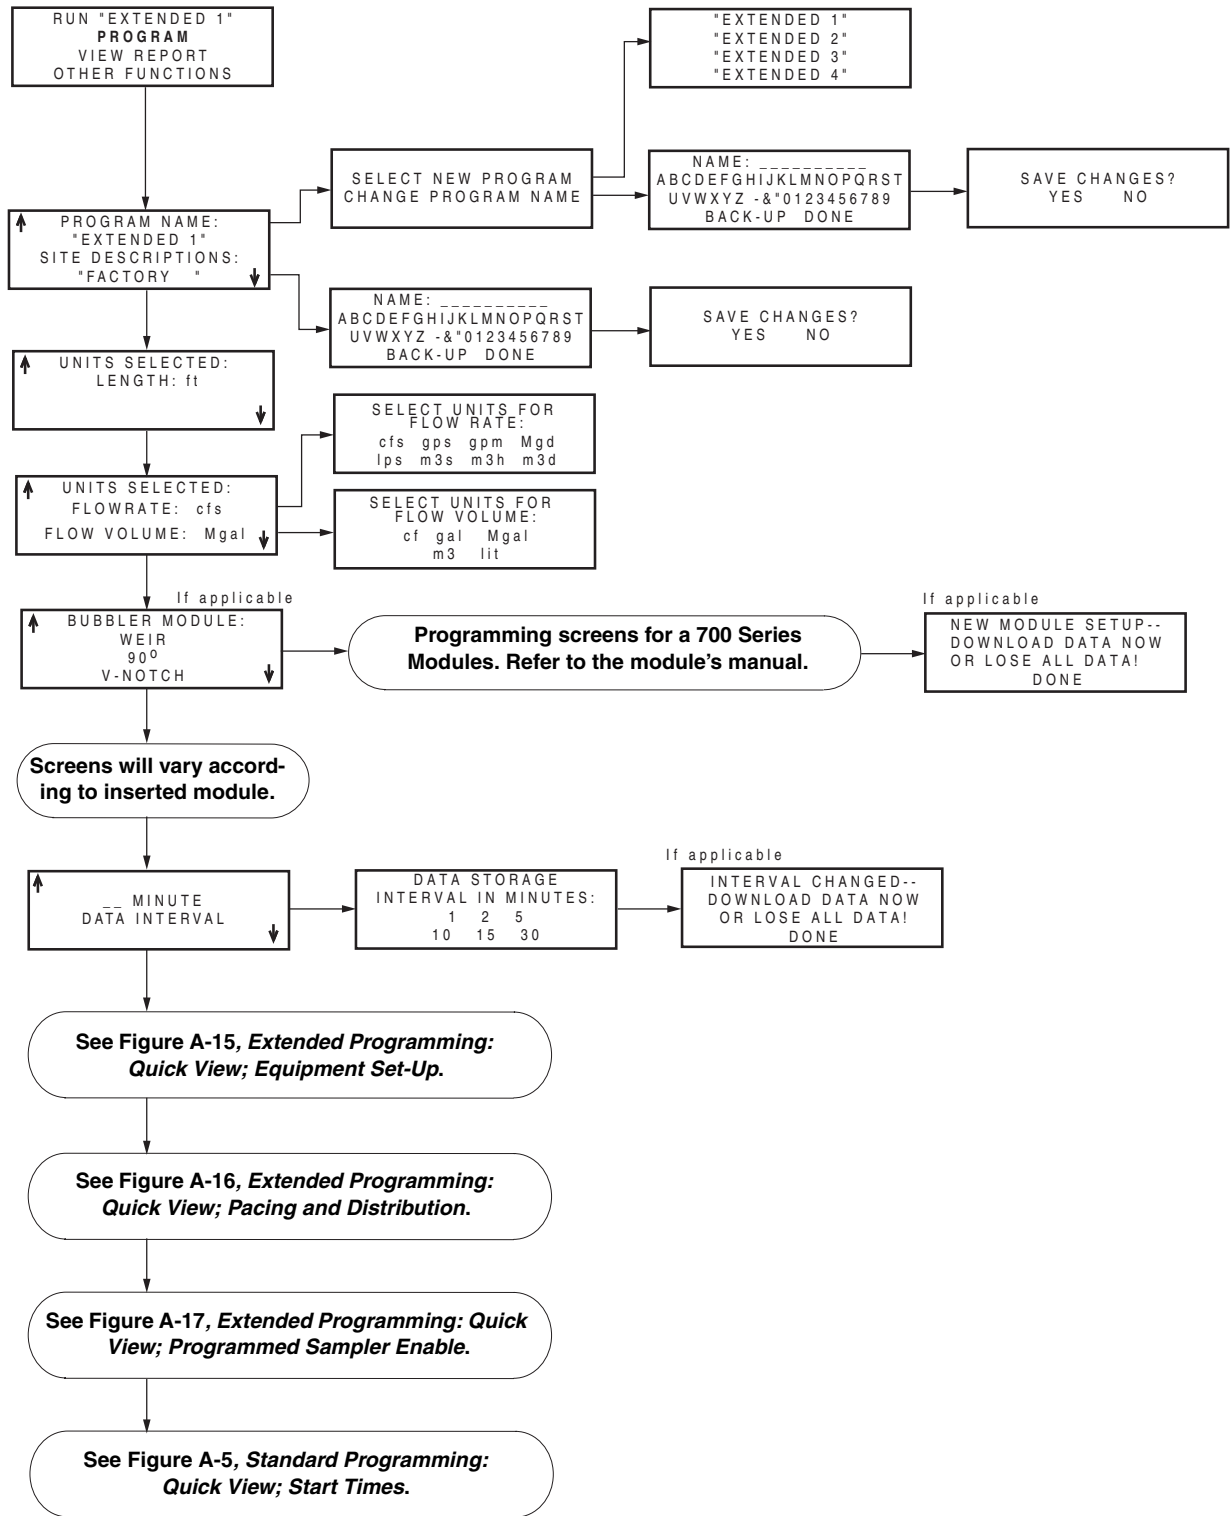 RUN "EXTENDED 1"
PROGRAM
VIEW REPORT
OTHER FUNCTIONS
"EXTENDED 1"
"EXTENDED 2"
"EXTENDED 3"
"EXTENDED 4"
SELECT NEW PROGRAM
CHANGE PROGRAM NAME
NAME: _ _ _ _ _ _ _ _ _ _
ABCDEFGHIJKLMNOPQRST
UVWXYZ -&"0123456789
BACK-UP DONE
SAVE CHANGES?
YES NO
PROGRAM NAME:
"EXTENDED 1"
SITE DESCRIPTIONS:
"FACTORY "
NAME: _ _ _ _ _ _ _ _ _ _
ABCDEFGHIJKLMNOPQRST
UVWXYZ -&"0123456789
BACK-UP DONE
SAVE CHANGES?
YES NO
UNITS SELECTED:
LENGTH: ft
SELECT UNITS FOR
FLOW RATE:
cfs gps gpm Mgd
lps m3s m3h m3d
UNITS SELECTED:
FLOWRATE: cfs
FLOW VOLUME: Mgal
SELECT UNITS FOR
FLOW VOLUME:
cf gal Mgal
m3 lit
If applicable
BUBBLER MODULE:
WEIR
90º
V-NOTCH
Programming screens for a 700 Series
Modules. Refer to the module's manual.
If applicable
NEW MODULE SETUP--
DOWNLOAD DATA NOW
OR LOSE ALL DATA!
DONE
Screens will vary accord-
ing to inserted module.
_ _ MINUTE
DATA INTERVAL
DATA STORAGE
INTERVAL IN MINUTES:
1 2 5
10 15 30
If applicable
INTERVAL CHANGED--
DOWNLOAD DATA NOW
OR LOSE ALL DATA!
DONE
See Figure A-15, Extended Programming:
Quick View; Equipment Set-Up.
See Figure A-16, Extended Programming:
Quick View; Pacing and Distribution.
See Figure A-17, Extended Programming: Quick
View; Programmed Sampler Enable.
See Figure A-5, Standard Programming:
Quick View; Start Times.